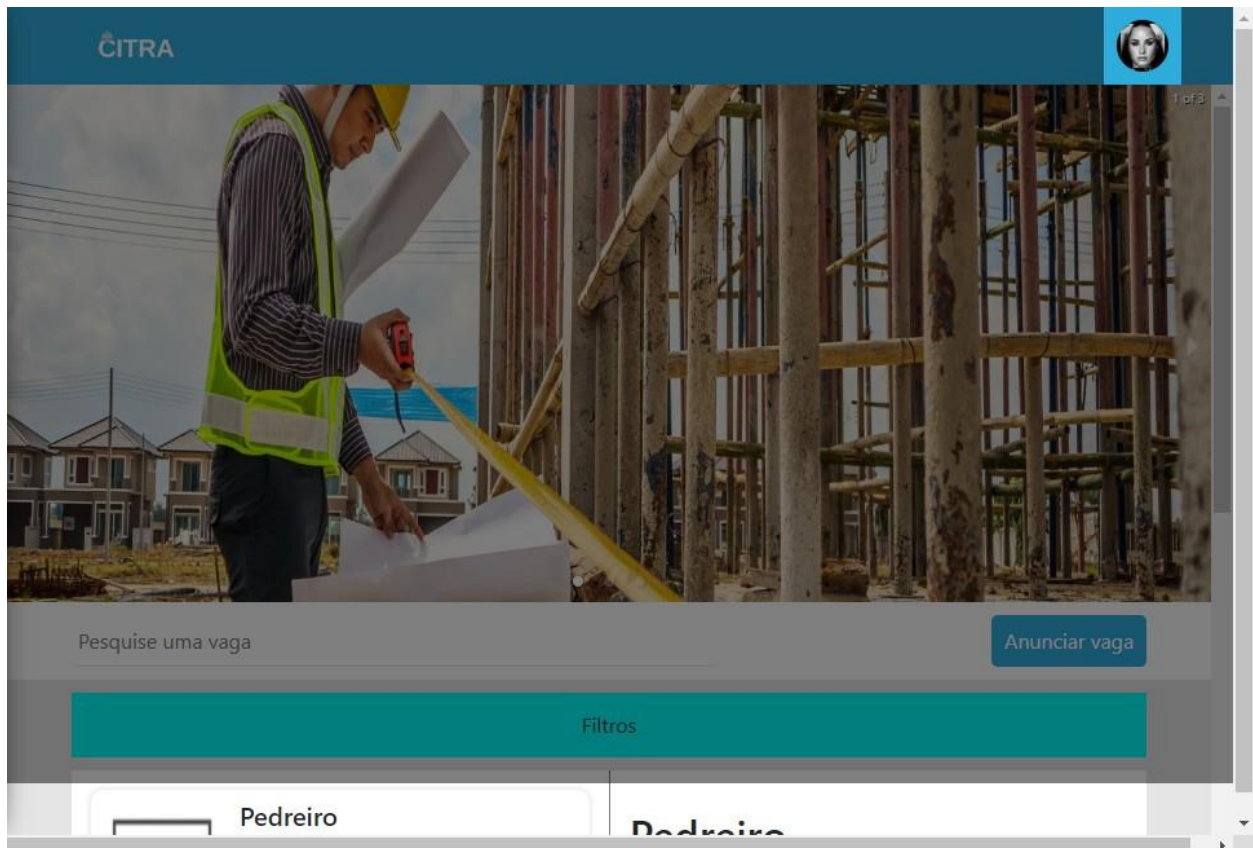 CITRA
1 of 3
Pesquise uma vaga
Anunciar vaga
Filtros
Pedreiro
Pedreiro